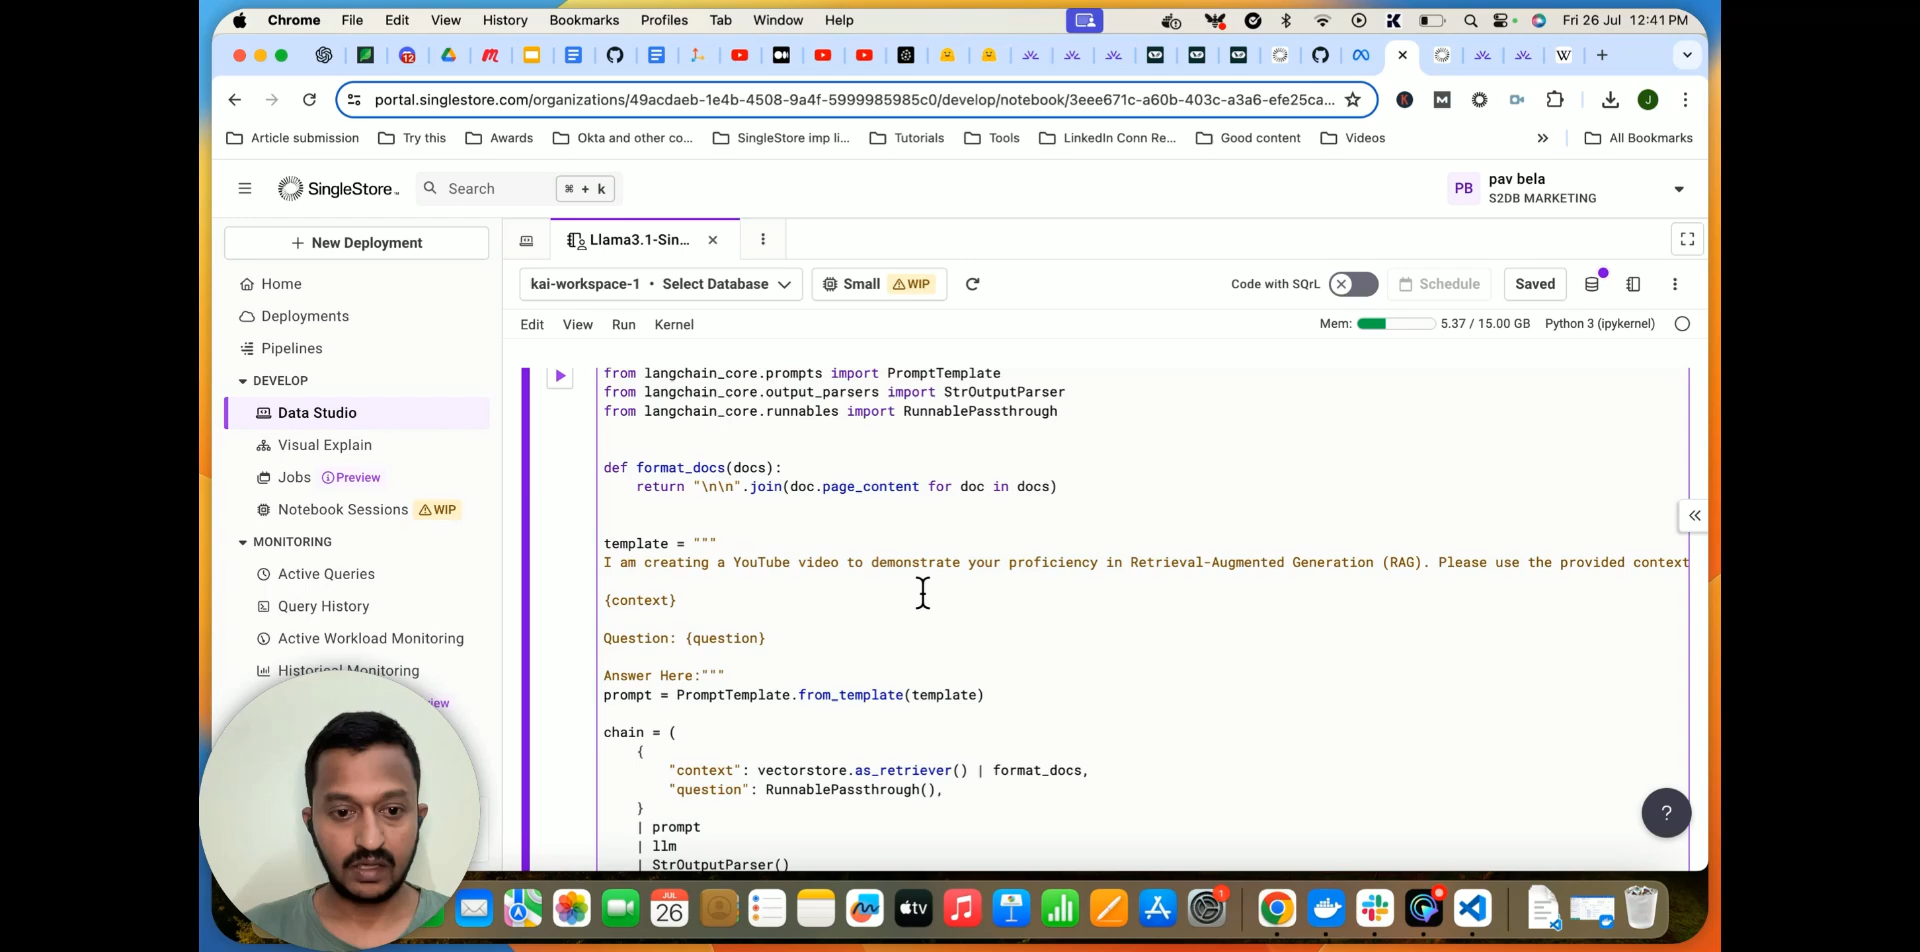 Chrome File Edit View History Bookmarks Profiles Tab Window Help Fri 26 Jul 12:41 PM
12
portal.singlestore.com/organizations/49acdaeb-1e4b-4508-9a4f-5999985985c0/develop/notebook/3eee671c-a60b-403c-a3a6-efe25ca...
Article submission Try this Awards Okta and other co... SingleStore imp li... Tutorials Tools LinkedIn Conn Re... Good content Videos » All Bookmarks
SingleStore Search ⌘ + k PB pav bela
S2DB MARKETING
+ New Deployment
Llama3.1-Sin...
Home
Deployments
Pipelines
DEVELOP
Data Studio
Visual Explain
Jobs Preview
Notebook Sessions WIP
MONITORING
Active Queries
Query History
Active Workload Monitoring
Historical Monitoring
kai-workspace-1 • Select Database Small WIP Code with SQrL Schedule Saved
Edit View Run Kernel Mem: 5.37 / 15.00 GB Python 3 (ipykernel)
from langchain_core.prompts import PromptTemplate
from langchain_core.output_parsers import StrOutputParser
from langchain_core.runnables import RunnablePassthrough
def format_docs(docs):
return "\n\n".join(doc.page_content for doc in docs)
template = """
I am creating a YouTube video to demonstrate your proficiency in Retrieval-Augmented Generation (RAG). Please use the provided context
{context}
Question: {question}
Answer Here:"""
prompt = PromptTemplate.from_template(template)
chain = (
{
"context": vectorstore.as_retriever() | format_docs,
"question": RunnablePassthrough(),
}
| prompt
| llm
| StrOutputParser()
?
JUL
26
tv
1